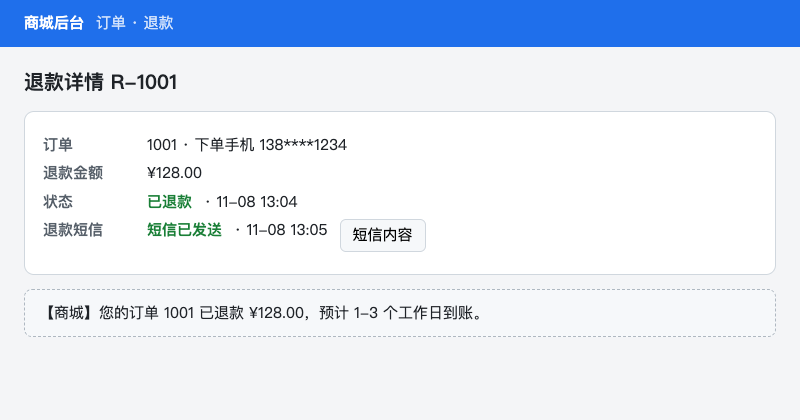 商城后台 订单 · 退款
退款详情 R-1001
订单 1001 · 下单手机 138****1234
退款金额 ¥128.00
状态 已退款 · 11-08 13:04
退款短信 短信已发送 · 11-08 13:05 短信内容
【商城】您的订单 1001 已退款 ¥128.00，预计 1-3 个工作日到账。